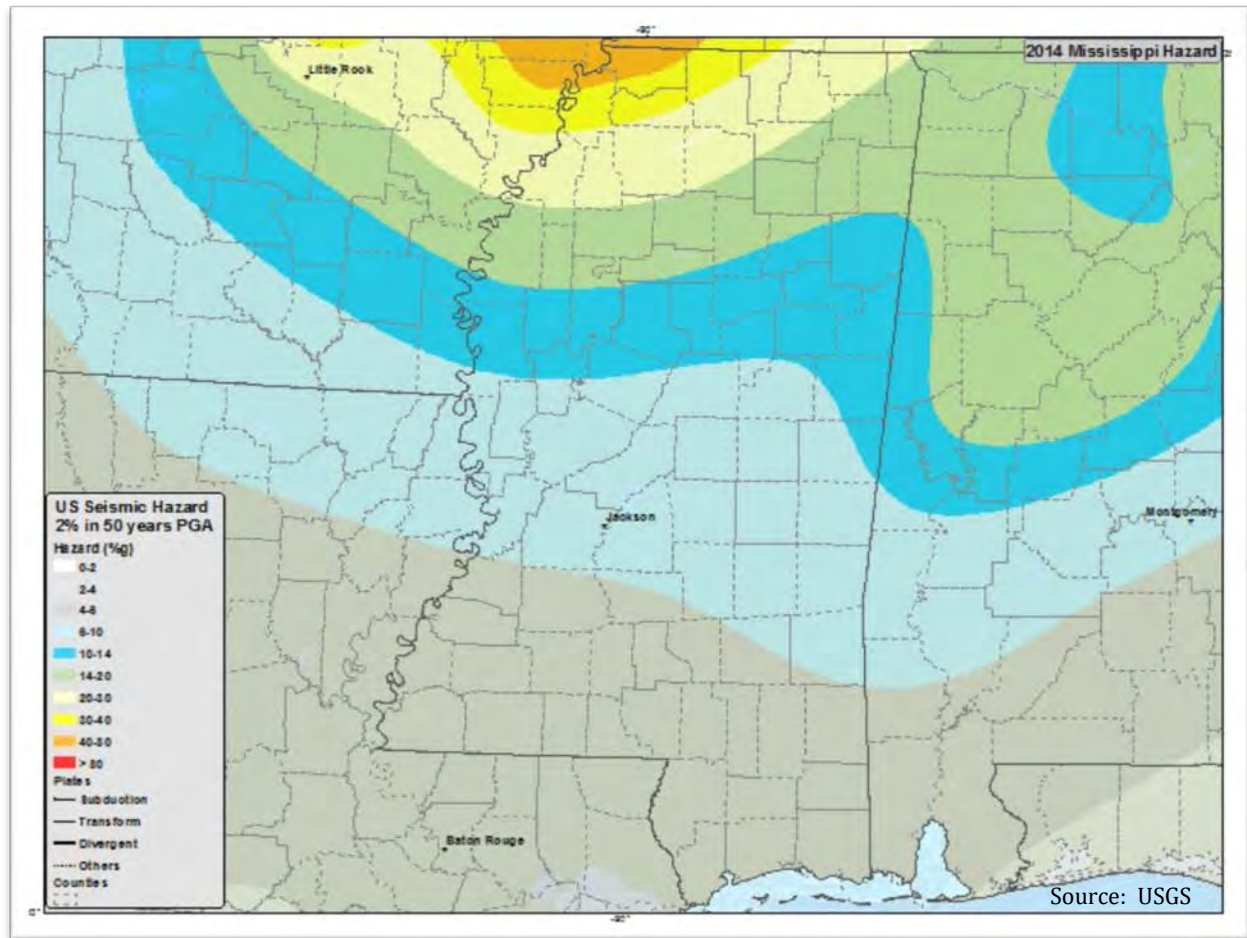 2014 Mississippi Hazard
Little Rook
Jackson
Montgomery
US Seismic Hazard
2% in 50 years PGA
Hazard (%g)
0-2
2-4
4-6
6-10
10-14
14-20
20-30
30-40
40-80
> 80
Plates
Subduction
Transform
Divergent
Others
Counties
Baton Rouge
Source: USGS